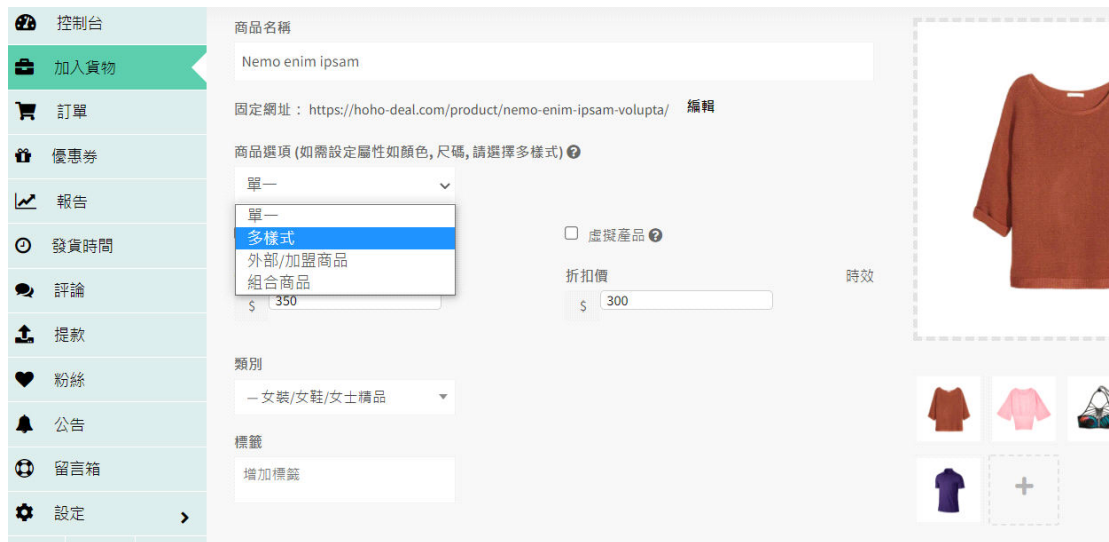 控制台
加入貨物
訂單
優惠券
報告
發貨時間
評論
提款
粉絲
公告
留言箱
設定
商品名稱
Nemo enim ipsam
固定網址： https://hoho-deal.com/product/nemo-enim-ipsam-volupta/ 編輯
商品選項 (如需設定屬性如顏色, 尺碼, 請選擇多樣式)
單一
單一
多樣式
外部/加盟商品
組合商品
虛擬產品
折扣價 時效
$ 350
$ 300
類別
— 女裝/女鞋/女士精品
標籤
增加標籤